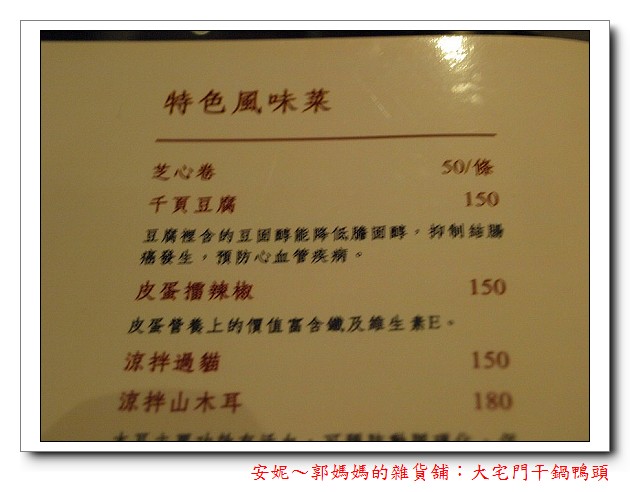 特色風味菜
芝心卷 50/條
千頁豆腐 150
豆腐裡含的豆固醇能降低膽固醇，抑制結腸
癌發生，預防心血管疾病。
皮蛋擂辣椒 150
皮蛋營養上的價值富含鐵及維生素E。
涼拌過貓 150
涼拌山木耳 180
安妮～郭媽媽的雜貨舖：大宅門干鍋鴨頭